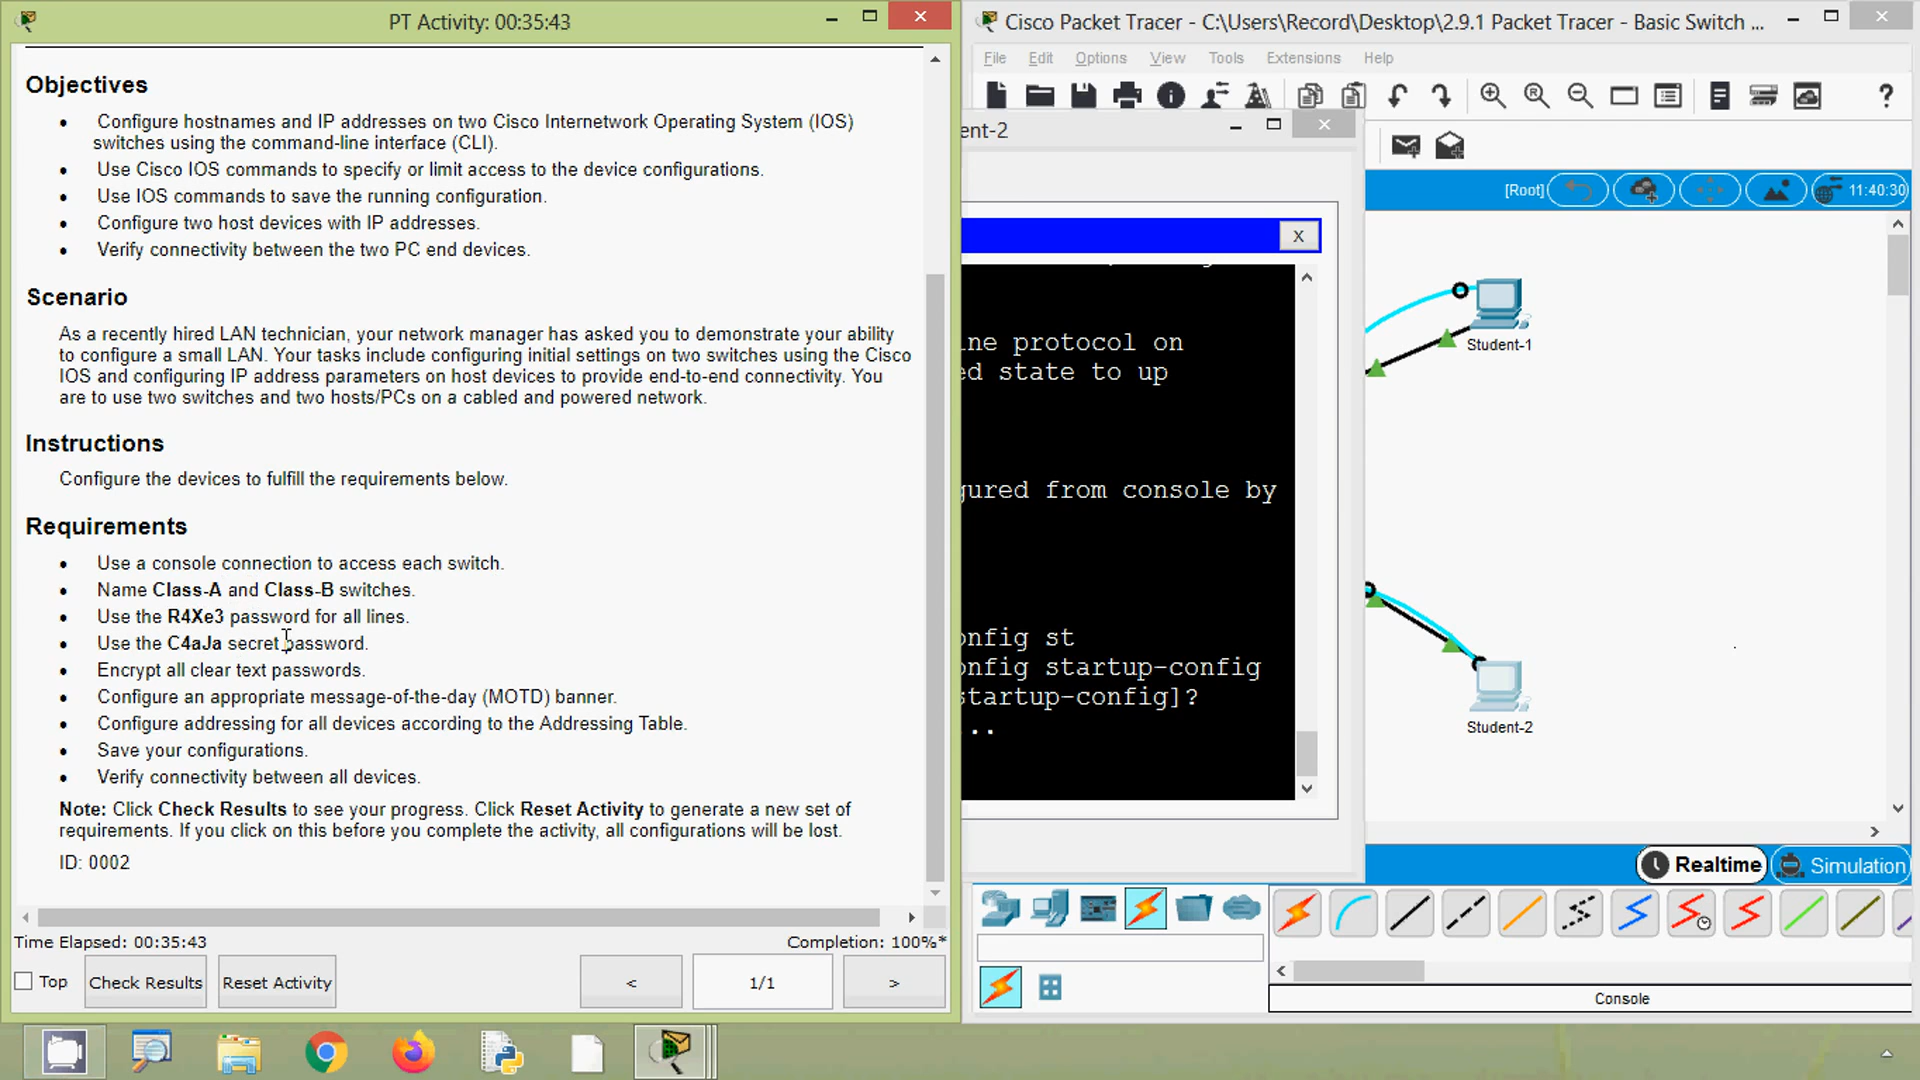 PT Activity: 00:35:43
Objectives
Configure hostnames and IP addresses on two Cisco Internetwork Operating System (IOS)
switches using the command-line interface (CLI).
Use Cisco IOS commands to specify or limit access to the device configurations.
Use IOS commands to save the running configuration.
Configure two host devices with IP addresses.
Verify connectivity between the two PC end devices.
Scenario
As a recently hired LAN technician, your network manager has asked you to demonstrate your ability
to configure a small LAN. Your tasks include configuring initial settings on two switches using the Cisco
IOS and configuring IP address parameters on host devices to provide end-to-end connectivity. You
are to use two switches and two hosts/PCs on a cabled and powered network.
Instructions
Configure the devices to fulfill the requirements below.
Requirements
Use a console connection to access each switch.
Name Class-A and Class-B switches.
Use the R4Xe3 password for all lines.
Use the C4aJa secret password.
Encrypt all clear text passwords.
Configure an appropriate message-of-the-day (MOTD) banner.
Configure addressing for all devices according to the Addressing Table.
Save your configurations.
Verify connectivity between all devices.
Note: Click Check Results to see your progress. Click Reset Activity to generate a new set of
requirements. If you click on this before you complete the activity, all configurations will be lost.
ID: 0002
Time Elapsed: 00:35:43
Completion: 100%*
Top
Check Results
Reset Activity
<
1/1
>
Cisco Packet Tracer - C:\Users\Record\Desktop\2.9.1 Packet Tracer - Basic Switch ...
File Edit Options View Tools Extensions Help
ent-2
[Root]
11:40:30
X
ine protocol on
ed state to up
gured from console by
onfig st
onfig startup-config
startup-config]?
..
Student-1
Student-2
Realtime
Simulation
Console